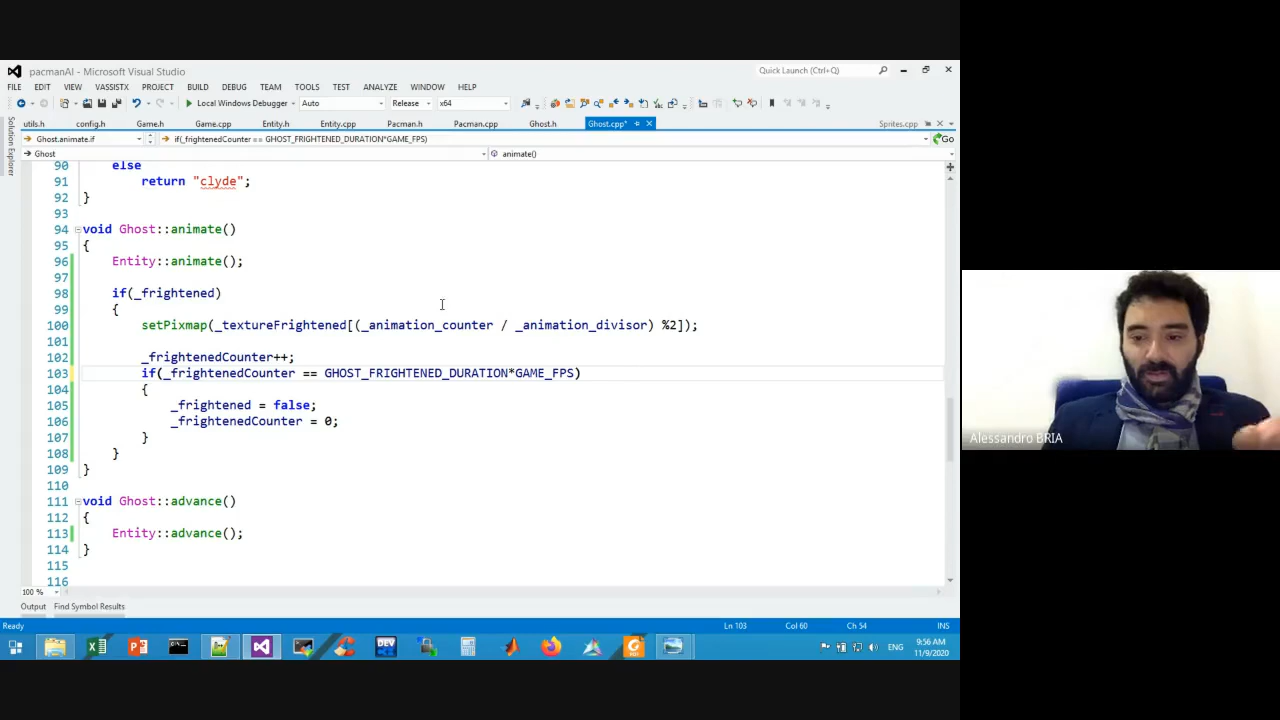 pacmanAI - Microsoft Visual Studio
Quick Launch (Ctrl+Q)
FILE EDIT VIEW VASSISTX PROJECT BUILD DEBUG TEAM TOOLS TEST ANALYZE WINDOW HELP
Local Windows Debugger Auto Release x64
utils.h config.h Game.h Game.cpp Entity.h Entity.cpp Pacman.h Pacman.cpp Ghost.h Ghost.cpp* Sprites.cpp
Ghost.animate.if if(_frightenedCounter == GHOST_FRIGHTENED_DURATION*GAME_FPS) Go
Ghost animate()
Solution Explorer
90 else
91 return "clyde";
92 }
93
94 void Ghost::animate()
95 {
96 Entity::animate();
97
98 if(_frightened)
99 {
100 setPixmap(_textureFrightened[(_animation_counter / _animation_divisor) %2]);
101
102 _frightenedCounter++;
103 if(_frightenedCounter == GHOST_FRIGHTENED_DURATION*GAME_FPS)
104 {
105 _frightened = false;
106 _frightenedCounter = 0;
107 }
108 }
109 }
110
111 void Ghost::advance()
112 {
113 Entity::advance();
114 }
115
116
100 %
Output Find Symbol Results
Ready Ln 103 Col 60 Ch 54 INS
DEV
ENG
9:56 AM
11/9/2020
Alessandro BRIA